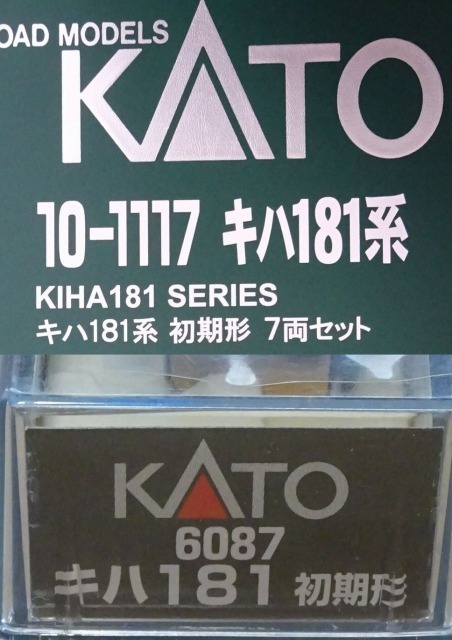 OAD MODELS
KATO
10-1117 キハ181系
KIHA181 SERIES
キハ181系 初期形 7両セット
KATO
6087
キハ181 初期形